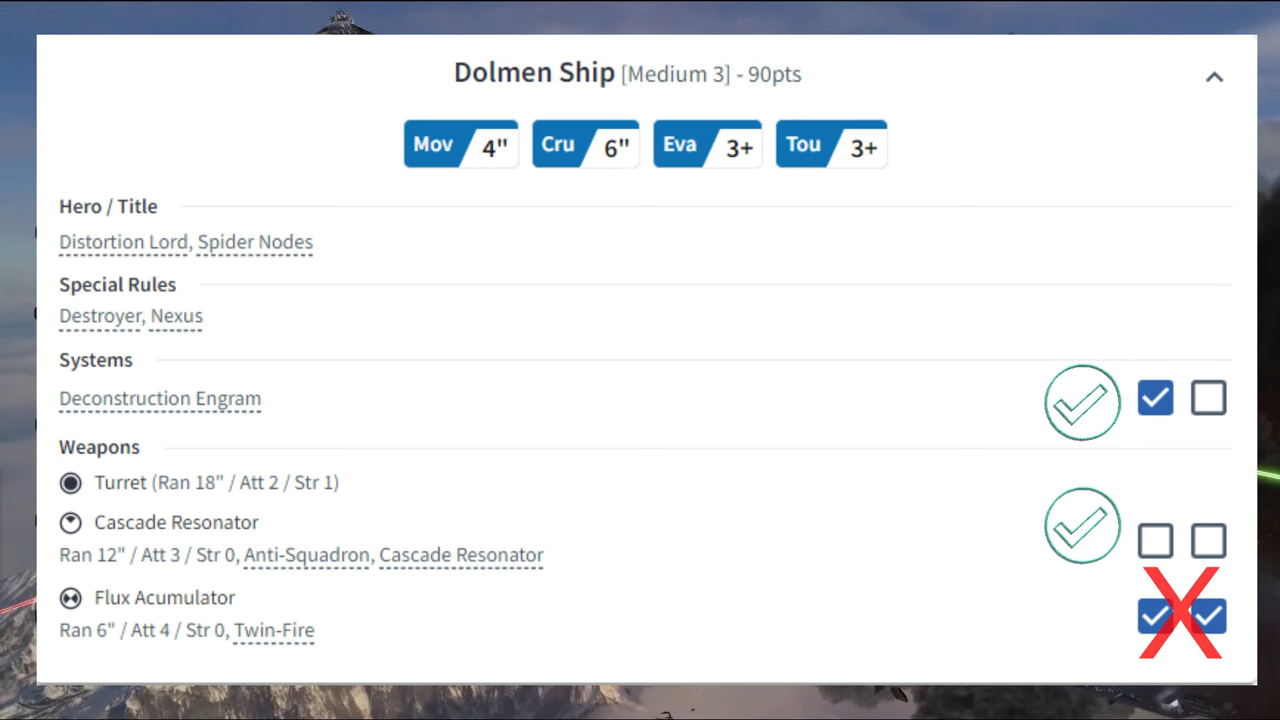 Dolmen Ship [Medium 3] - 90pts
Mov 4" Cru 6" Eva 3+ Tou 3+
Hero / Title
Distortion Lord, Spider Nodes
Special Rules
Destroyer, Nexus
Systems
Deconstruction Engram
Weapons
Turret (Ran 18" / Att 2 / Str 1)
Cascade Resonator
Ran 12" / Att 3 / Str 0, Anti-Squadron, Cascade Resonator
Flux Acumulator
Ran 6" / Att 4 / Str 0, Twin-Fire